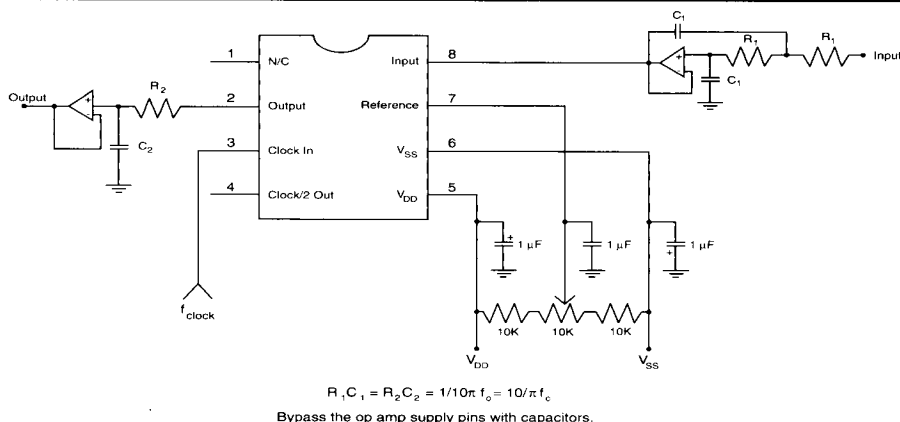 C1
R1 R1
Input
1 N/C Input 8
R2
Output
2 Output Reference 7
+
-
C1
C2
3 Clock In VSS 6
4 Clock/2 Out VDD 5
+ 1 µF
1 µF
+ 1 µF
fclock
10K 10K 10K
VDD VSS
R1C1 = R2C2 = 1/10π fo = 10/π fc
Bypass the op amp supply pins with capacitors.